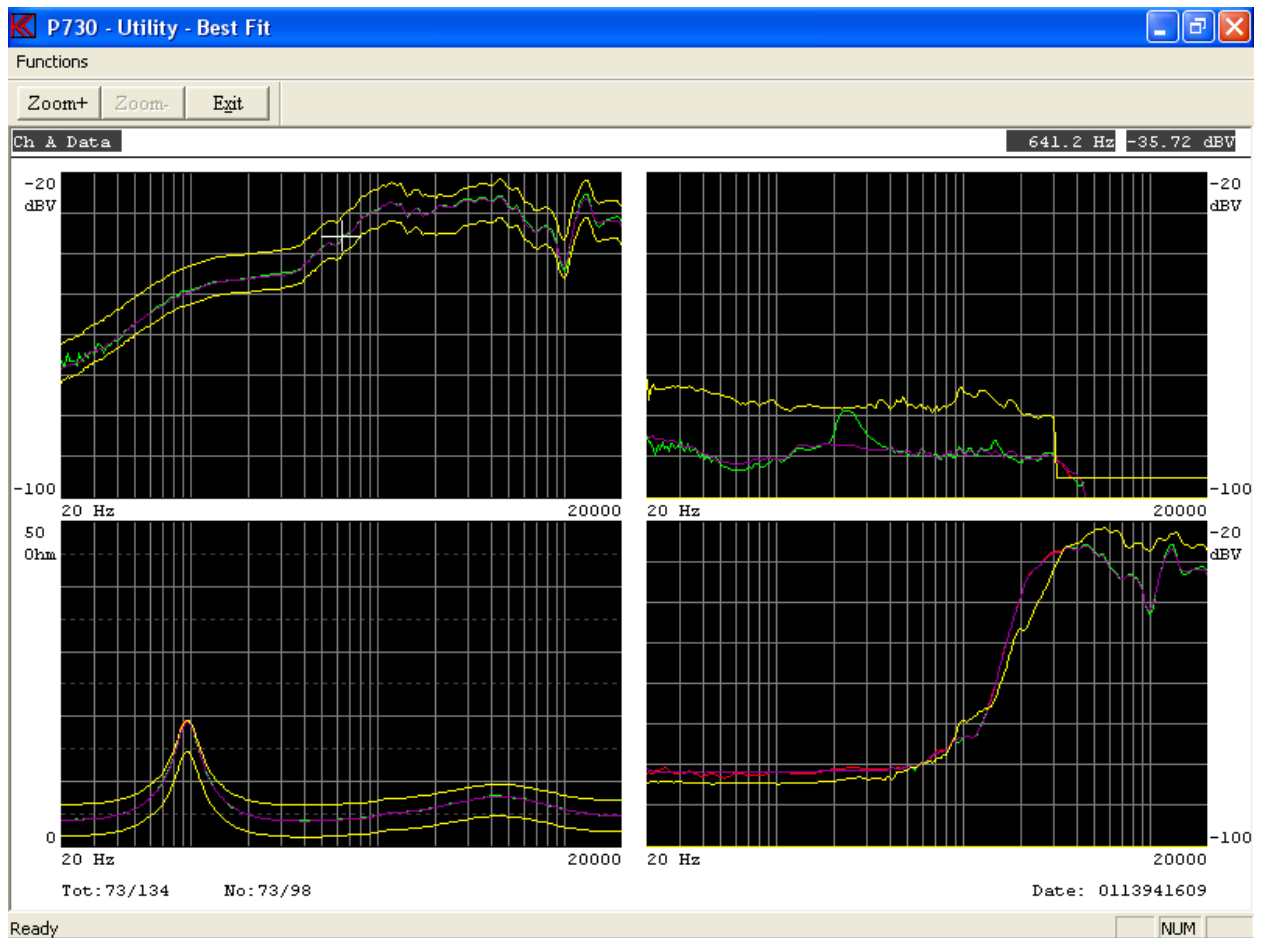 P730 - Utility - Best Fit
Functions
Zoom+ Zoom- Exit
Ch A Data 641.2 Hz -35.72 dBV
-20 -20
dBV dBV
-100 -100
20 Hz 20000 20 Hz 20000
50 -20
Ohm dBV
0 -100
20 Hz 20000 20 Hz 20000
Tot:73/134 No:73/98 Date: 0113941609
Ready NUM